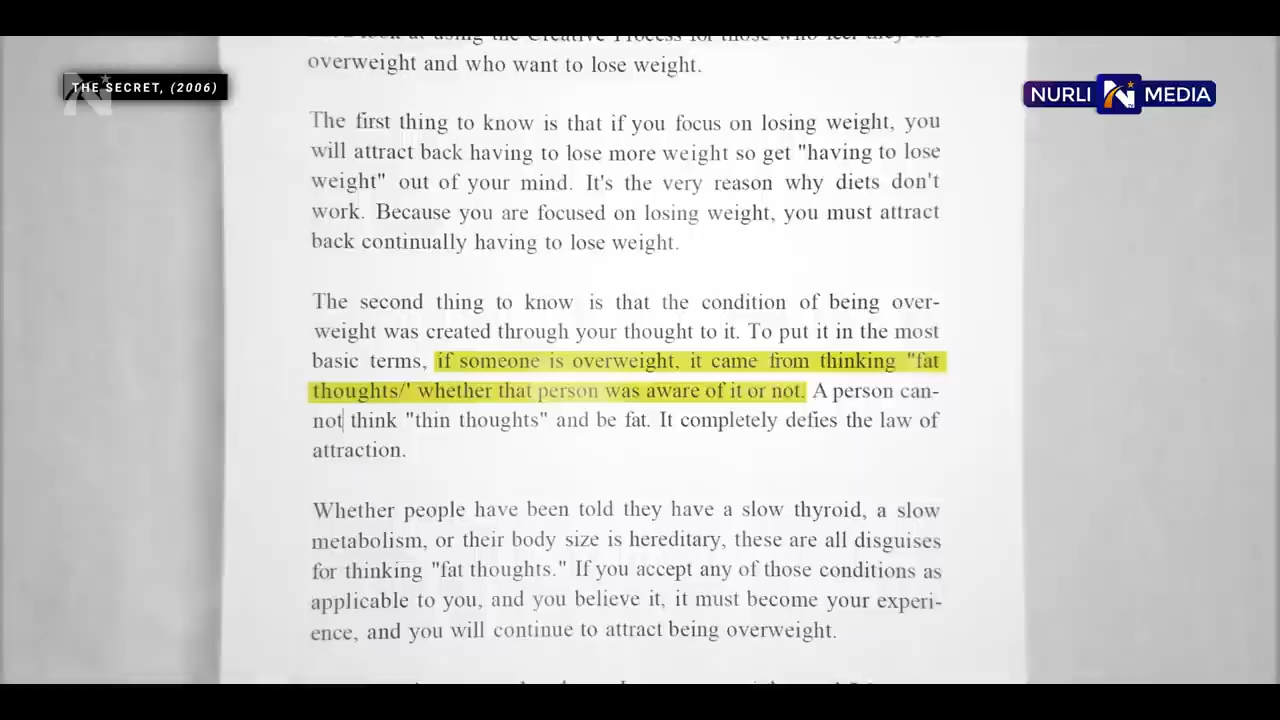 THE SECRET, (2006)
NURLI N MEDIA
overweight and who want to lose weight.
The first thing to know is that if you focus on losing weight, you
will attract back having to lose more weight so get "having to lose
weight" out of your mind. It's the very reason why diets don't
work. Because you are focused on losing weight, you must attract
back continually having to lose weight.
The second thing to know is that the condition of being over-
weight was created through your thought to it. To put it in the most
basic terms, if someone is overweight, it came from thinking "fat
thoughts/' whether that person was aware of it or not. A person can-
not think "thin thoughts" and be fat. It completely defies the law of
attraction.
Whether people have been told they have a slow thyroid, a slow
metabolism, or their body size is hereditary, these are all disguises
for thinking "fat thoughts." If you accept any of those conditions as
applicable to you, and you believe it, it must become your experi-
ence, and you will continue to attract being overweight.